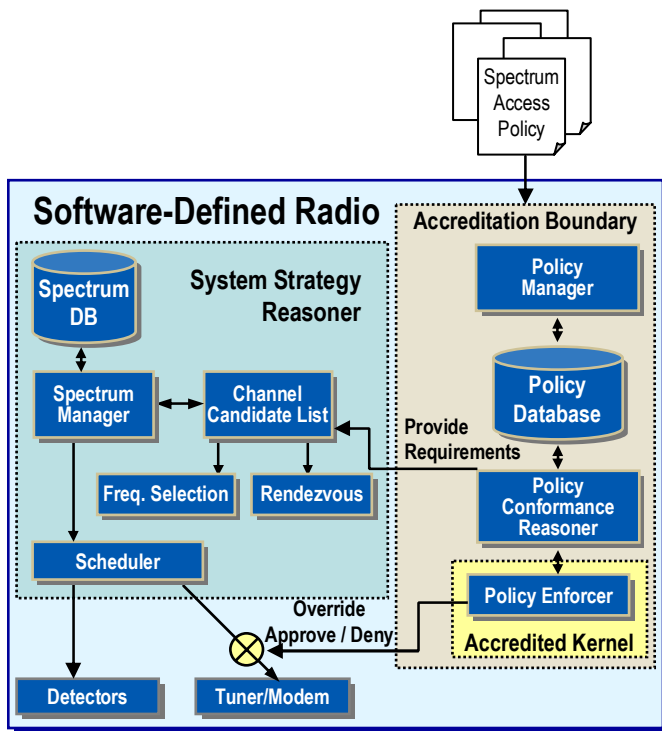 Spectrum
Access
Policy
Software-Defined Radio
Accreditation Boundary
System Strategy
Reasoner
Spectrum
DB
Policy
Manager
Spectrum
Manager
Channel
Candidate List
Policy
Database
Provide
Requirements
Freq. Selection
Rendezvous
Policy
Conformance
Reasoner
Scheduler
Policy Enforcer
Override
Approve / Deny
Accredited Kernel
Detectors
Tuner/Modem